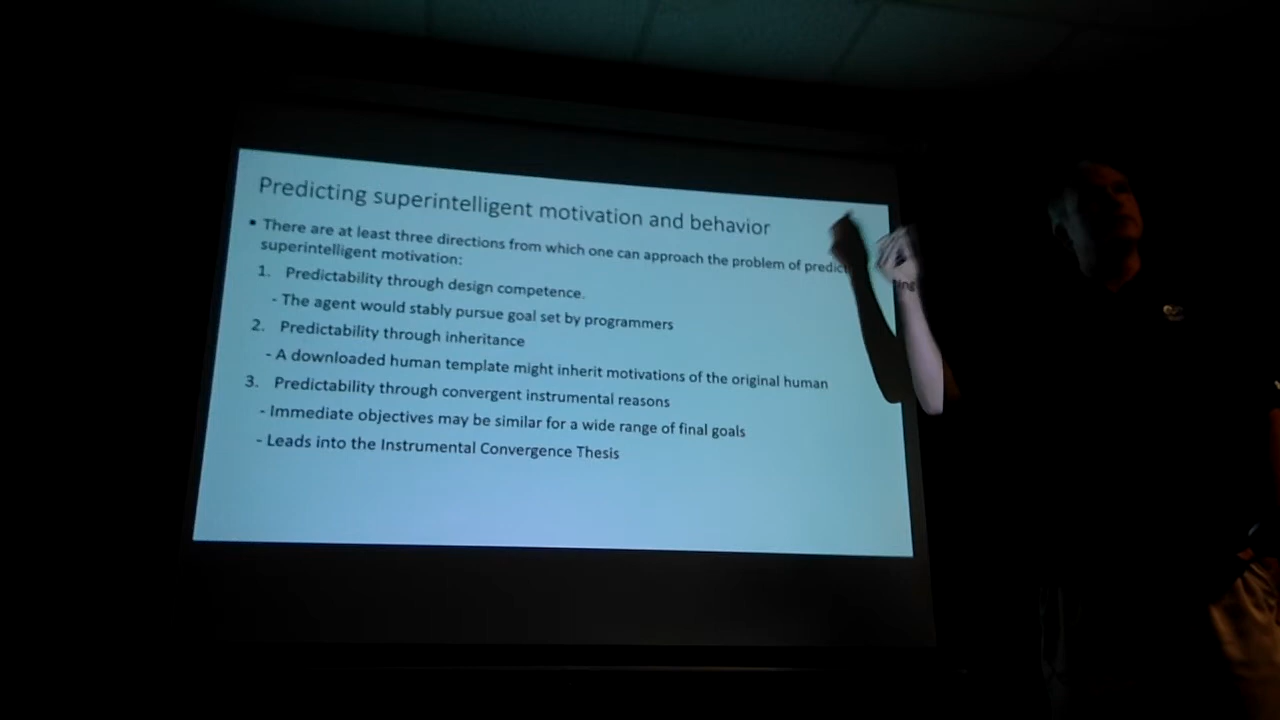 Predicting superintelligent motivation and behavior
• There are at least three directions from which one can approach the problem of predicting
superintelligent motivation:
1. Predictability through design competence.
- The agent would stably pursue goal set by programmers
2. Predictability through inheritance
- A downloaded human template might inherit motivations of the original human
3. Predictability through convergent instrumental reasons
- Immediate objectives may be similar for a wide range of final goals
- Leads into the Instrumental Convergence Thesis